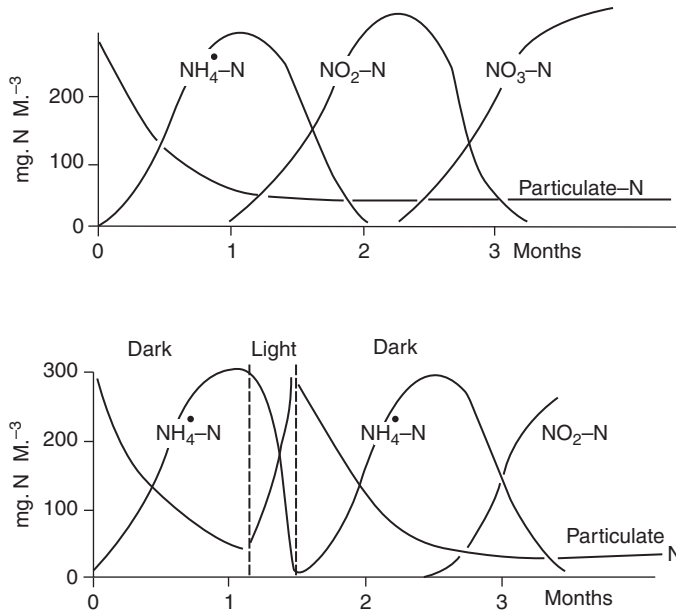 mg. N M.⁻³
200
100
0
NH₄–N
NO₂–N
NO₃–N
Particulate–N
0 1 2 3 Months
Dark Light Dark
mg. N M.⁻³
300
200
100
0
NH₄–N
NH₄–N
NO₂–N
Particulate
N
0 1 2 3 Months